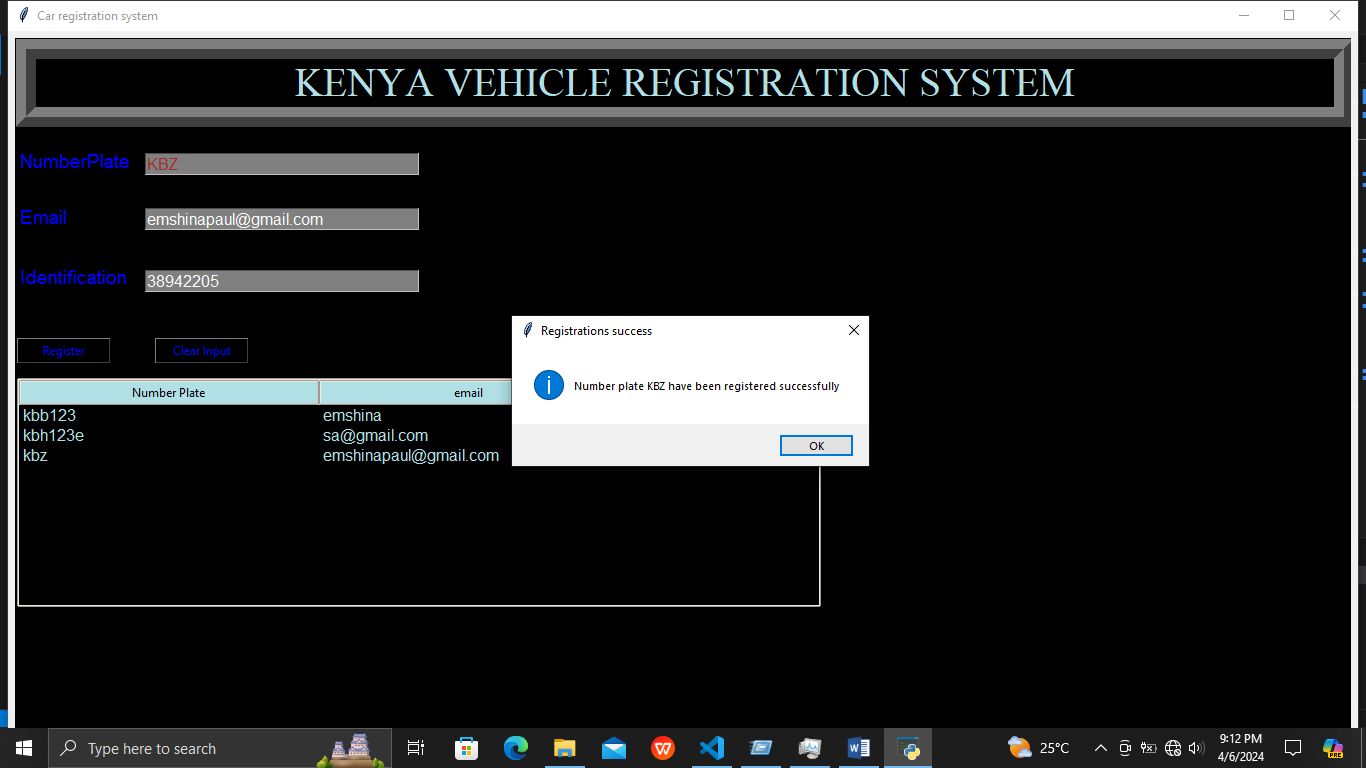 Car registration system
KENYA VEHICLE REGISTRATION SYSTEM
NumberPlate KBZ
Email emshinapaul@gmail.com
Identification 38942205
Register Clear Input
Registrations success
Number plate KBZ have been registered successfully
OK
Number Plate email
kbb123 emshina
kbh123e sa@gmail.com
kbz emshinapaul@gmail.com
Type here to search
W
W
25°C
9:12 PM
4/6/2024
PRE